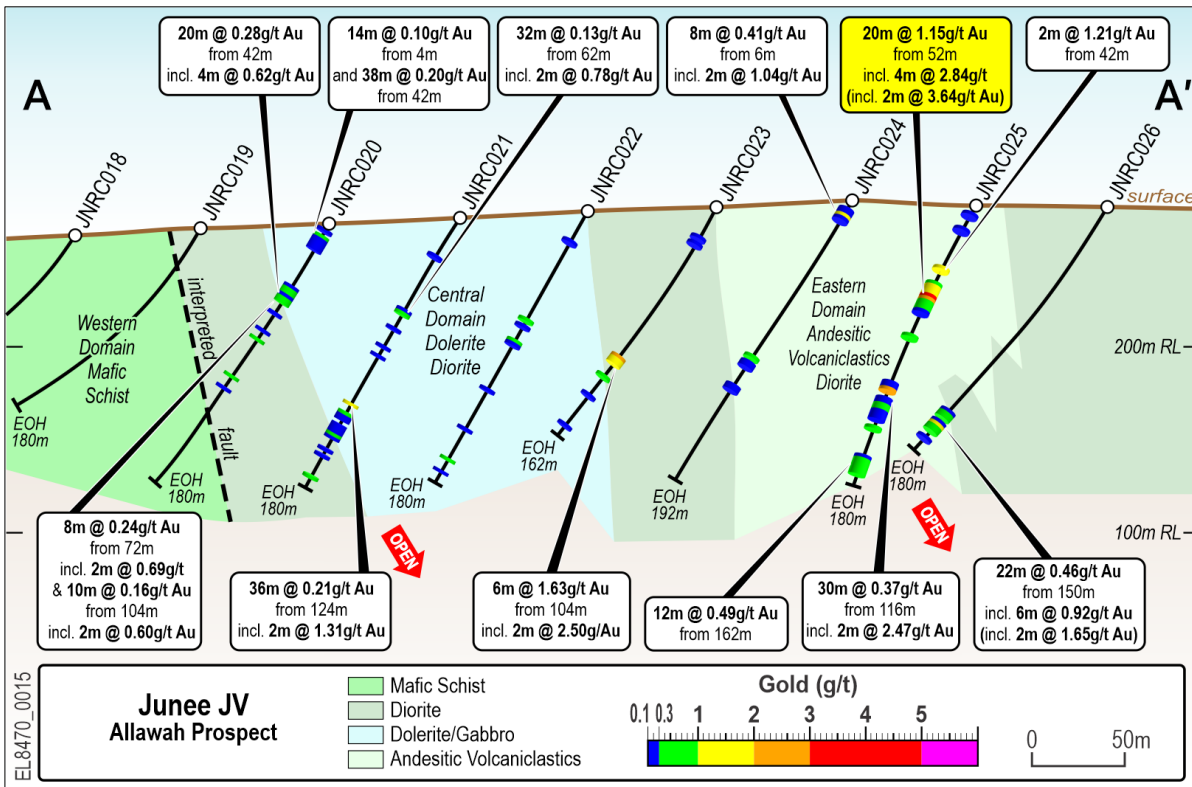 20m @ 0.28g/t Au
from 42m
incl. 4m @ 0.62g/t Au
14m @ 0.10g/t Au
from 4m
and 38m @ 0.20g/t Au
from 42m
32m @ 0.13g/t Au
from 62m
incl. 2m @ 0.78g/t Au
8m @ 0.41g/t Au
from 6m
incl. 2m @ 1.04g/t Au
20m @ 1.15g/t Au
from 52m
incl. 4m @ 2.84g/t
(incl. 2m @ 3.64g/t Au)
2m @ 1.21g/t Au
from 42m
A
A'
JNRC018
JNRC019
JNRC020
JNRC021
JNRC022
JNRC023
JNRC024
JNRC025
JNRC026
surface
Western
Domain
Mafic
Schist
interpreted
fault
Central
Domain
Dolerite
Diorite
Eastern
Domain
Andesitic
Volcaniclastics
Diorite
200m RL
100m RL
EOH
180m
EOH
180m
EOH
180m
EOH
180m
EOH
162m
EOH
192m
EOH
180m
EOH
180m
OPEN
OPEN
8m @ 0.24g/t Au
from 72m
incl. 2m @ 0.69g/t
& 10m @ 0.16g/t Au
from 104m
incl. 2m @ 0.60g/t Au
36m @ 0.21g/t Au
from 124m
incl. 2m @ 1.31g/t Au
6m @ 1.63g/t Au
from 104m
incl. 2m @ 2.50g/Au
12m @ 0.49g/t Au
from 162m
30m @ 0.37g/t Au
from 116m
incl. 2m @ 2.47g/t Au
22m @ 0.46g/t Au
from 150m
incl. 6m @ 0.92g/t Au
(incl. 2m @ 1.65g/t Au)
EL8470_0015
Junee JV
Allawah Prospect
Mafic Schist
Diorite
Dolerite/Gabbro
Andesitic Volcaniclastics
Gold (g/t)
0.1 0.3 1 2 3 4 5
0 50m